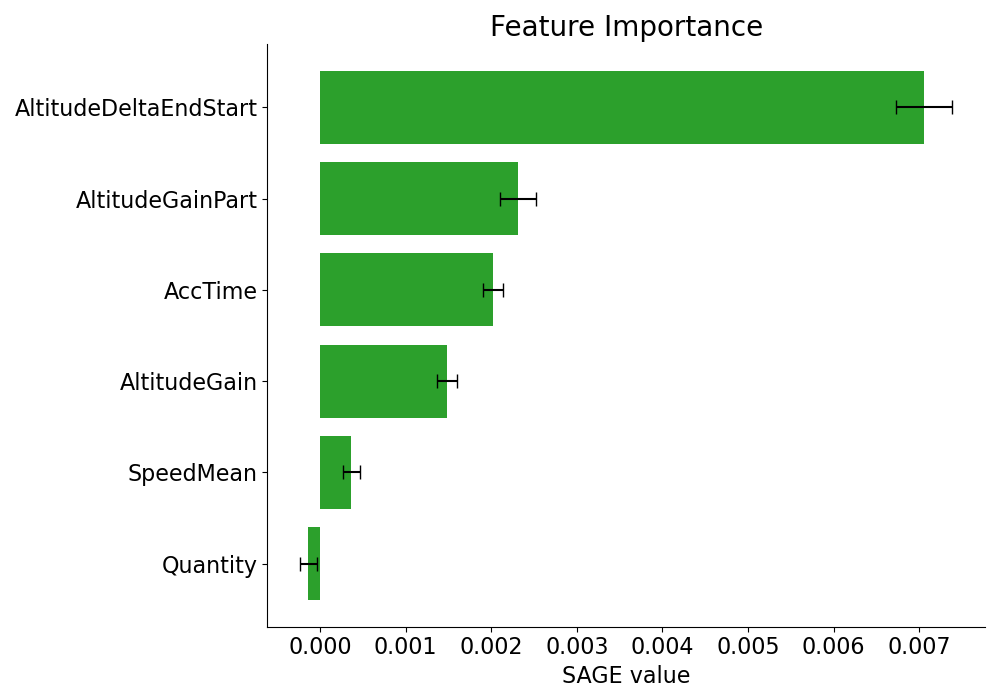 Feature Importance
AltitudeDeltaEndStart
AltitudeGainPart
AccTime
AltitudeGain
SpeedMean
Quantity
0.000 0.001 0.002 0.003 0.004 0.005 0.006 0.007
SAGE value